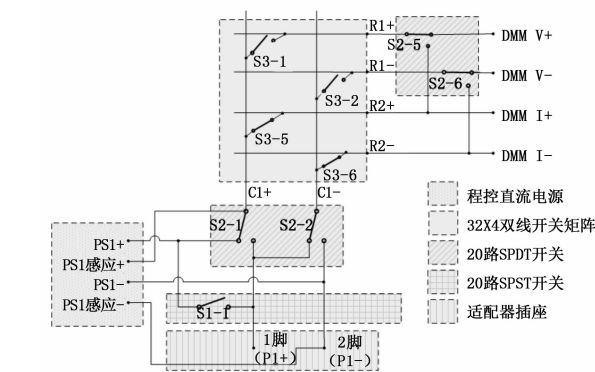 R1+
S2-5
DMM V+
S3-1
R1-
DMM V-
S2-6
S3-2
R2+
DMM I+
S3-5
R2-
DMM I-
S3-6
C1+
C1-
程控直流电源
S2-1
S2-2
32X4双线开关矩阵
PS1+
20路SPDT开关
PS1感应+
PS1-
20路SPST开关
PS1感应-
S1-1
适配器插座
1脚
(P1+)
2脚
(P1-)